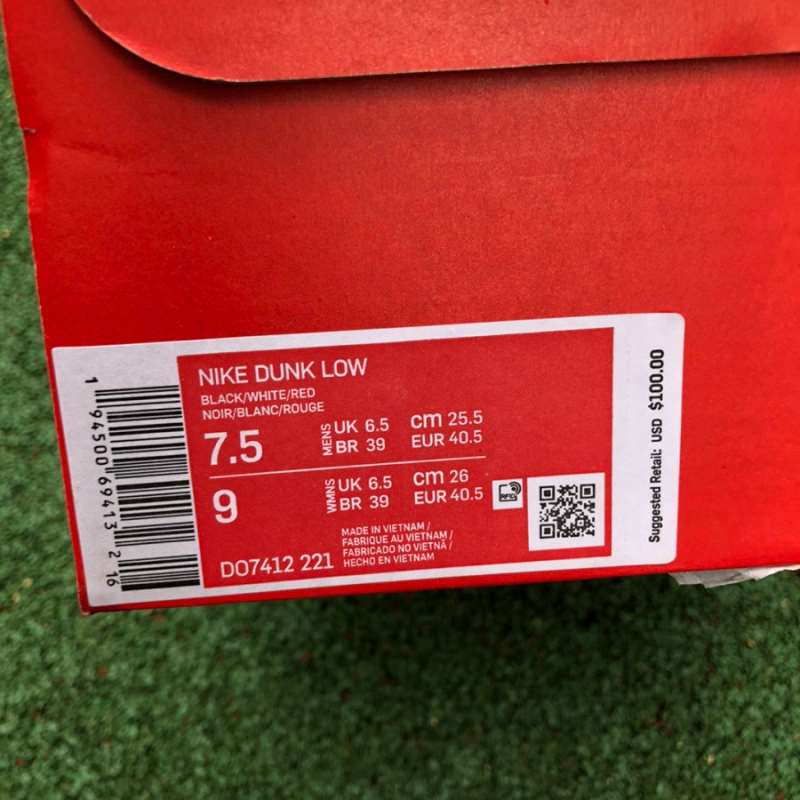 NIKE DUNK LOW
BLACK/WHITE/RED
NOIR/BLANC/ROUGE
7.5 MENS UK 6.5 cm 25.5
BR 39 EUR 40.5
9 WMNS UK 6.5 cm 26
BR 39 EUR 40.5
RFID
DO7412 221
MADE IN VIETNAM /
FABRIQUE AU VIETNAM /
FABRICADO NO VIETNÃ /
HECHO EN VIETNAM
1 94500 69413 2 16
Suggested Retail: USD $100.00